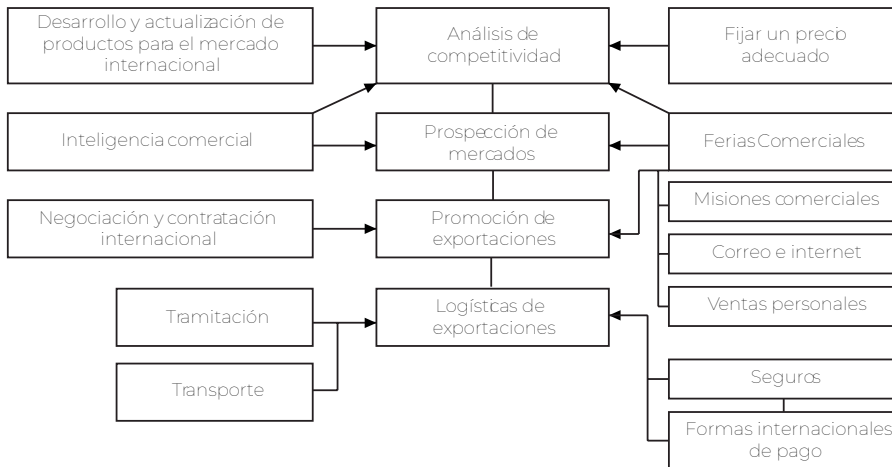 Desarrollo y actualización de
productos para el mercado
internacional
Análisis de
competitividad
Fijar un precio
adecuado
Inteligencia comercial
Prospección de
mercados
Ferias Comerciales
Misiones comerciales
Negociación y contratación
internacional
Promoción de
exportaciones
Correo e internet
Ventas personales
Tramitación
Logísticas de
exportaciones
Transporte
Seguros
Formas internacionales
de pago